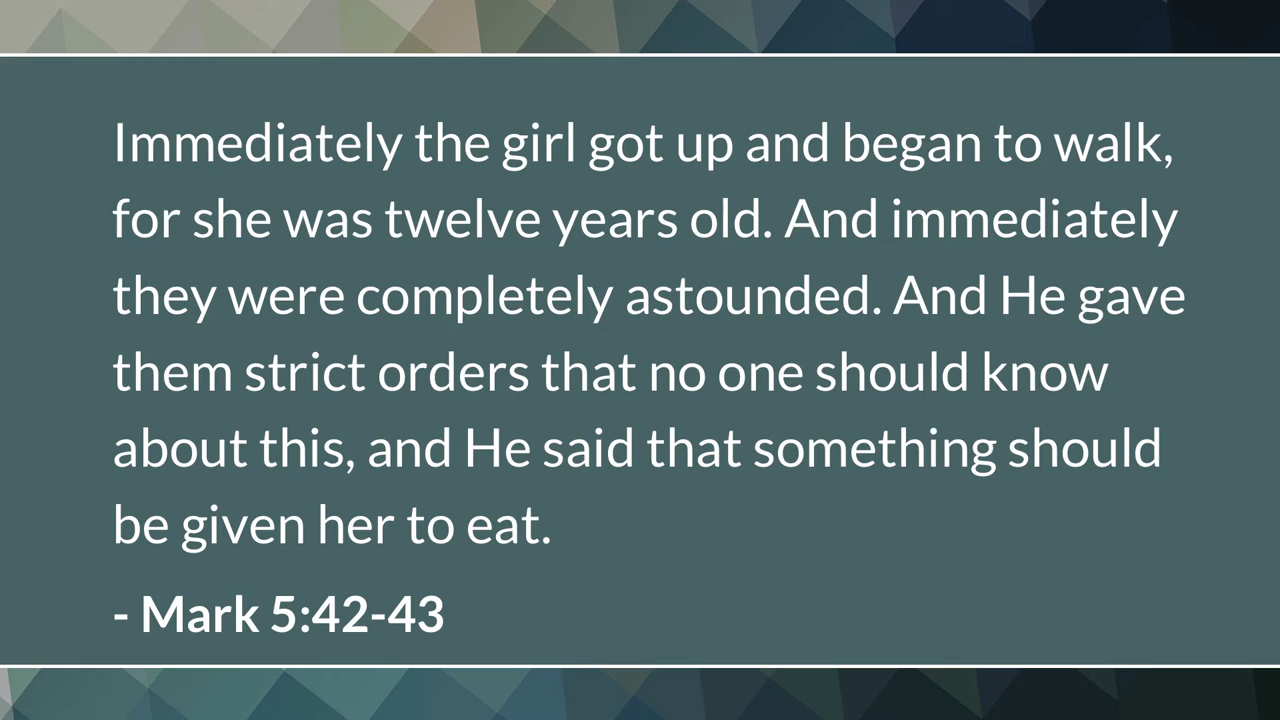 Immediately the girl got up and began to walk,
for she was twelve years old. And immediately
they were completely astounded. And He gave
them strict orders that no one should know
about this, and He said that something should
be given her to eat.
- Mark 5:42-43